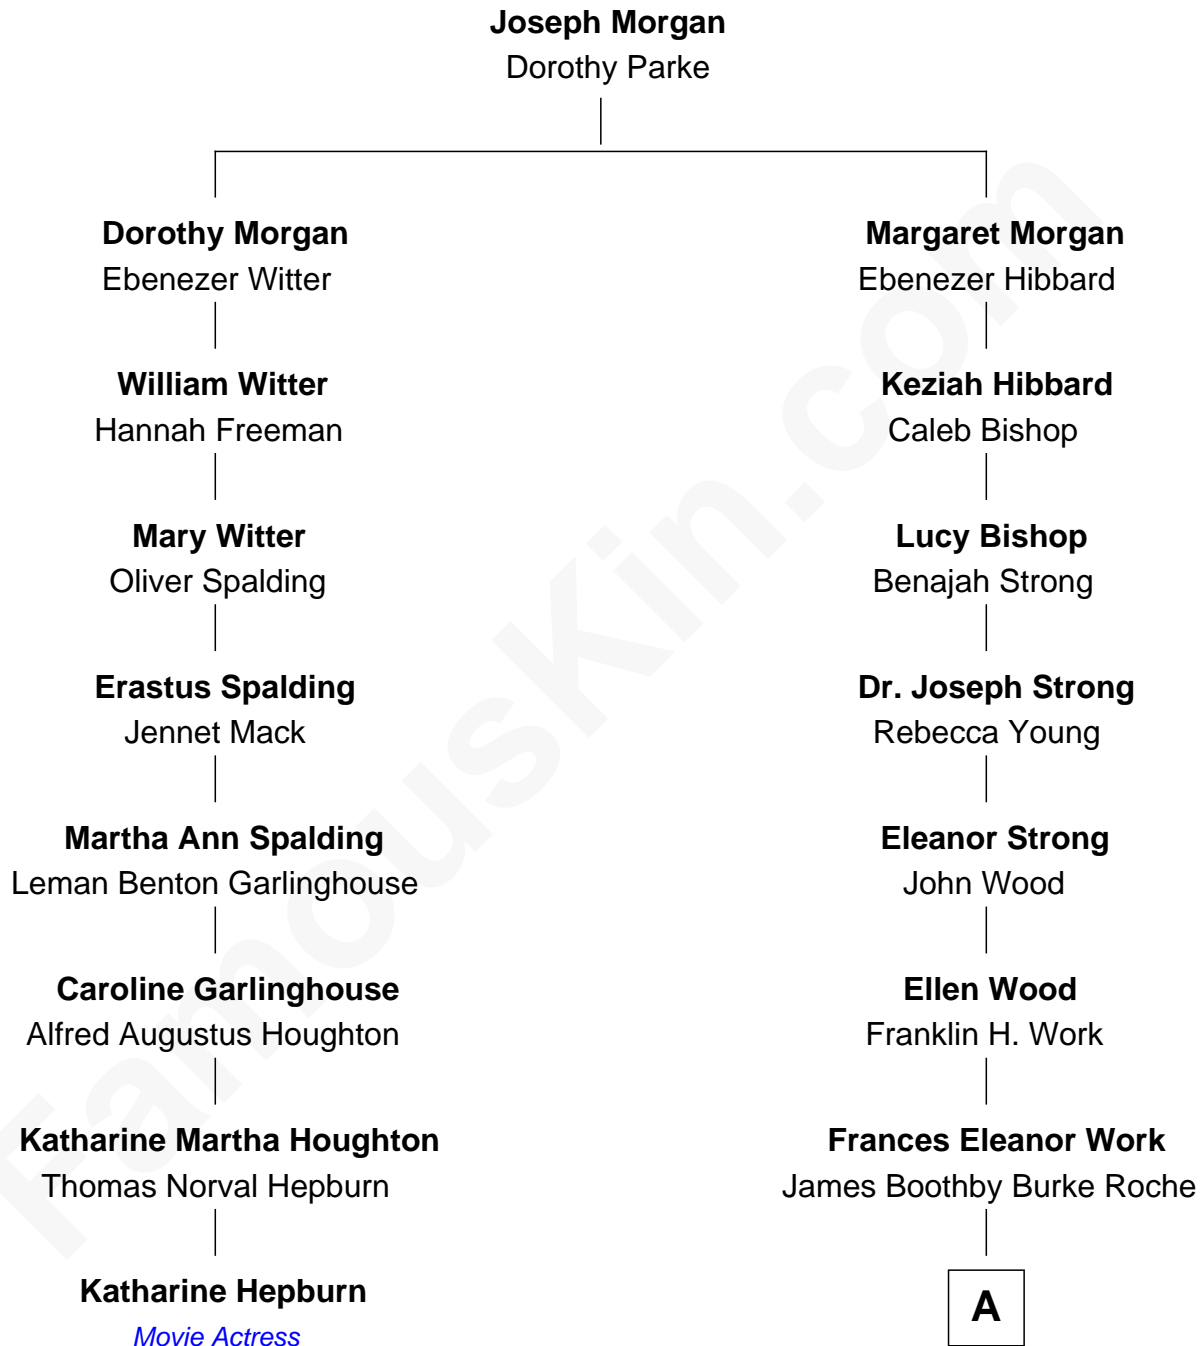 Joseph Morgan
Dorothy Parke
Dorothy Morgan
Ebenezer Witter
William Witter
Hannah Freeman
Mary Witter
Oliver Spalding
Erastus Spalding
Jennet Mack
Martha Ann Spalding
Leman Benton Garlinghouse
Caroline Garlinghouse
Alfred Augustus Houghton
Katharine Martha Houghton
Thomas Norval Hepburn
Katharine Hepburn
Movie Actress
Margaret Morgan
Ebenezer Hibbard
Keziah Hibbard
Caleb Bishop
Lucy Bishop
Benajah Strong
Dr. Joseph Strong
Rebecca Young
Eleanor Strong
John Wood
Ellen Wood
Franklin H. Work
Frances Eleanor Work
James Boothby Burke Roche
A
FamousKin.com